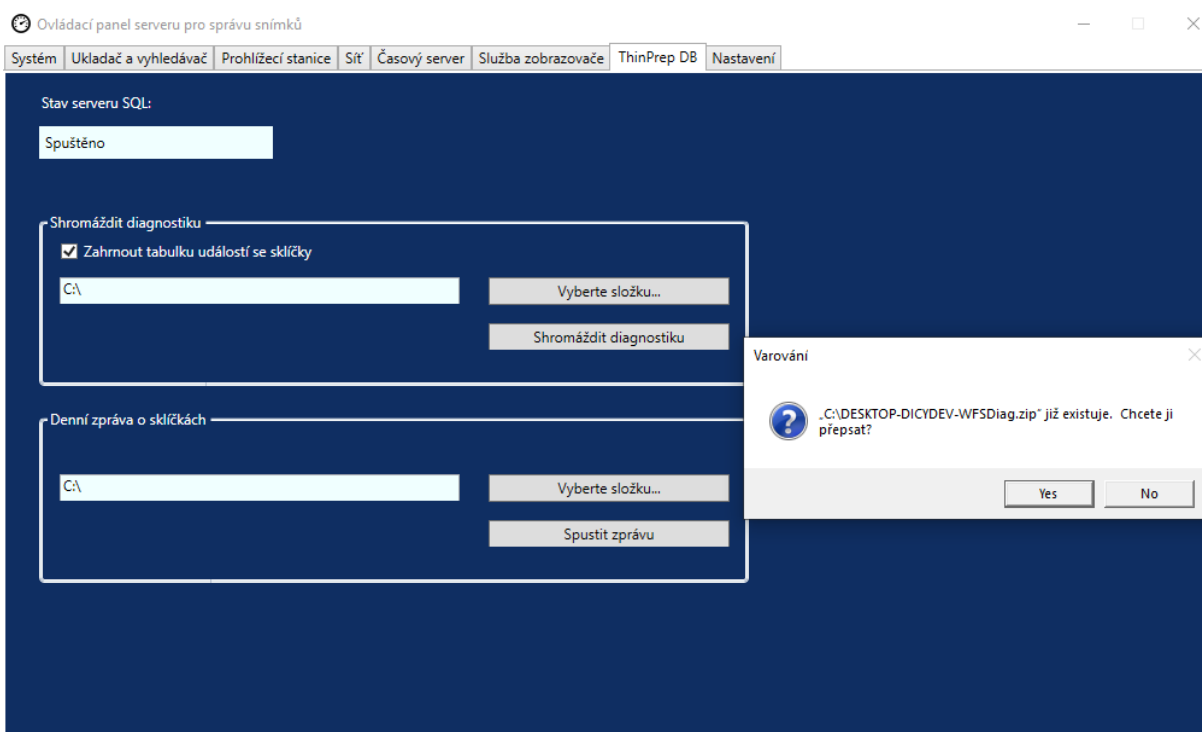 Ovládací panel serveru pro správu snímků
Systém
Ukladač a vyhledávač
Prohlížecí stanice
Síť
Časový server
Služba zobrazovače
ThinPrep DB
Nastavení
Stav serveru SQL:
Spuštěno
Shromáždit diagnostiku
Zahrnout tabulku událostí se sklíčky
C:\
Vyberte složku...
Shromáždit diagnostiku
Denní zpráva o sklíčkách
C:\
Vyberte složku...
Spustit zprávu
Varování
„C:\DESKTOP-DICYDEV-WFSDiag.zip“ již existuje.  Chcete ji
přepsat?
Yes
No